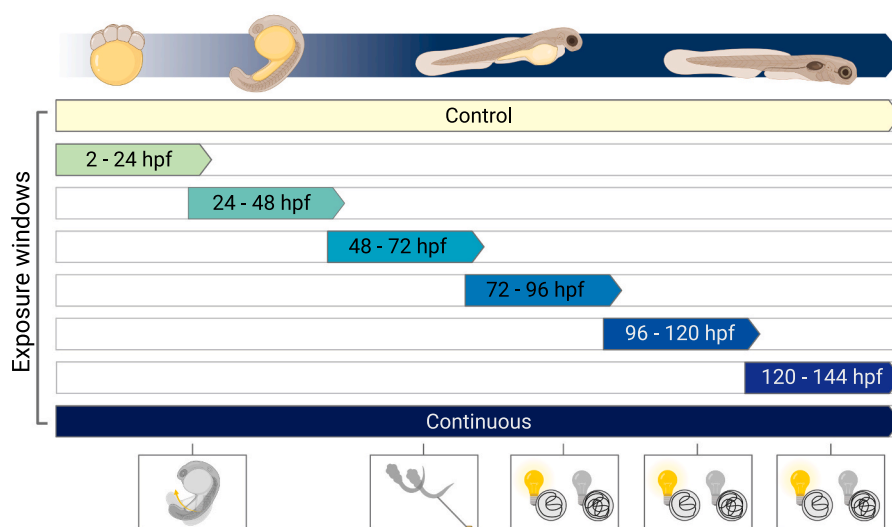 Control
2 - 24 hpf
24 - 48 hpf
48 - 72 hpf
72 - 96 hpf
96 - 120 hpf
120 - 144 hpf
Continuous
Exposure windows